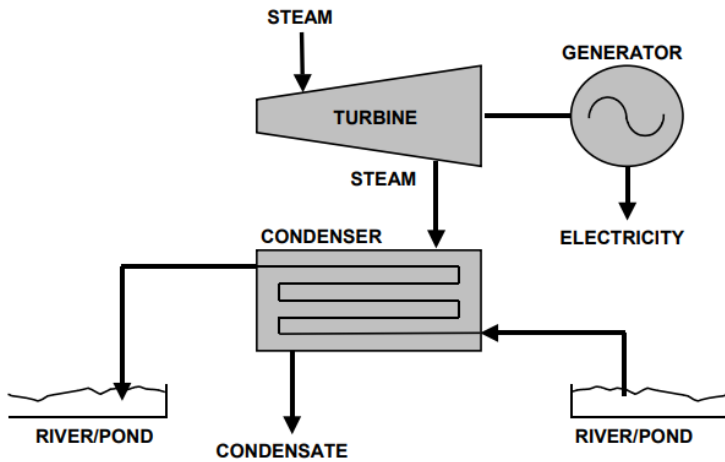 STEAM
GENERATOR
TURBINE
STEAM
CONDENSER
ELECTRICITY
RIVER/POND
RIVER/POND
CONDENSATE